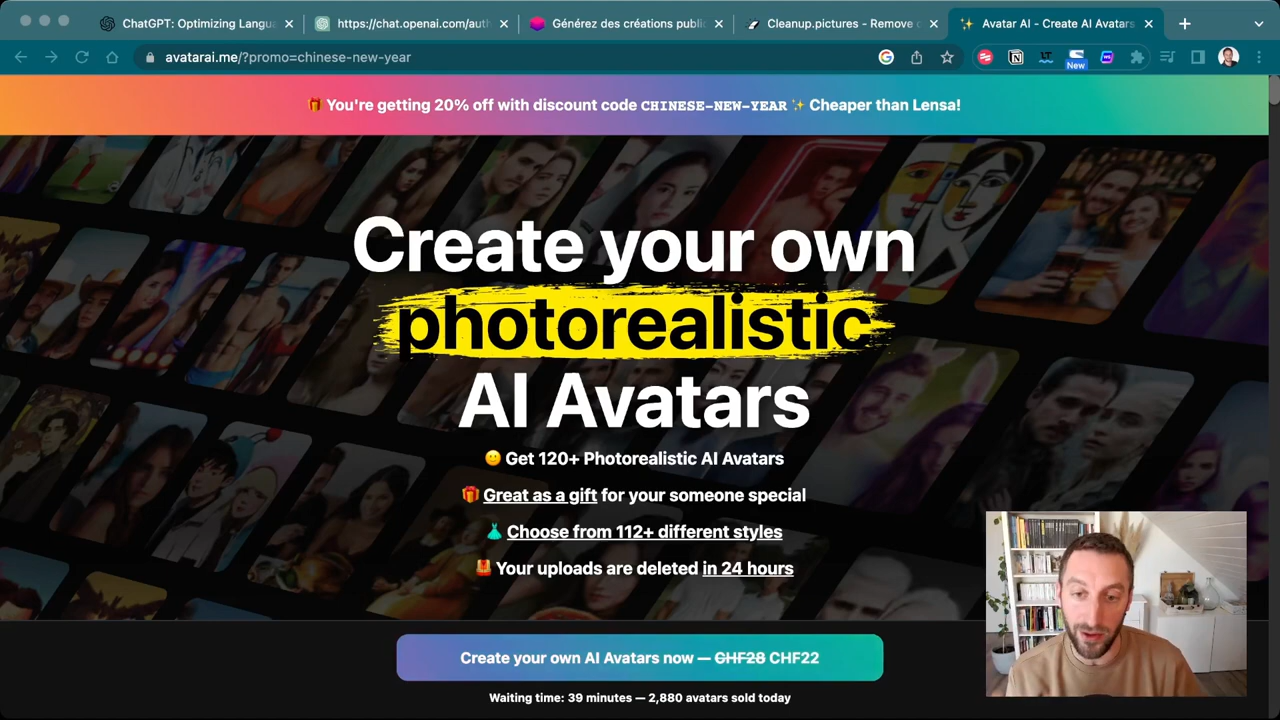 ChatGPT: Optimizing Langua
https://chat.openai.com/auth
Générez des créations public
Cleanup.pictures - Remove o
Avatar AI - Create AI Avatars
avatarai.me/?promo=chinese-new-year
New
🎁 You're getting 20% off with discount code CHINESE-NEW-YEAR ✨ Cheaper than Lensa!
Create your own
photorealistic
AI Avatars
🙂 Get 120+ Photorealistic AI Avatars
🎁 Great as a gift for your someone special
👗 Choose from 112+ different styles
Your uploads are deleted in 24 hours
Create your own AI Avatars now — CHF28 CHF22
Waiting time: 39 minutes — 2,880 avatars sold today